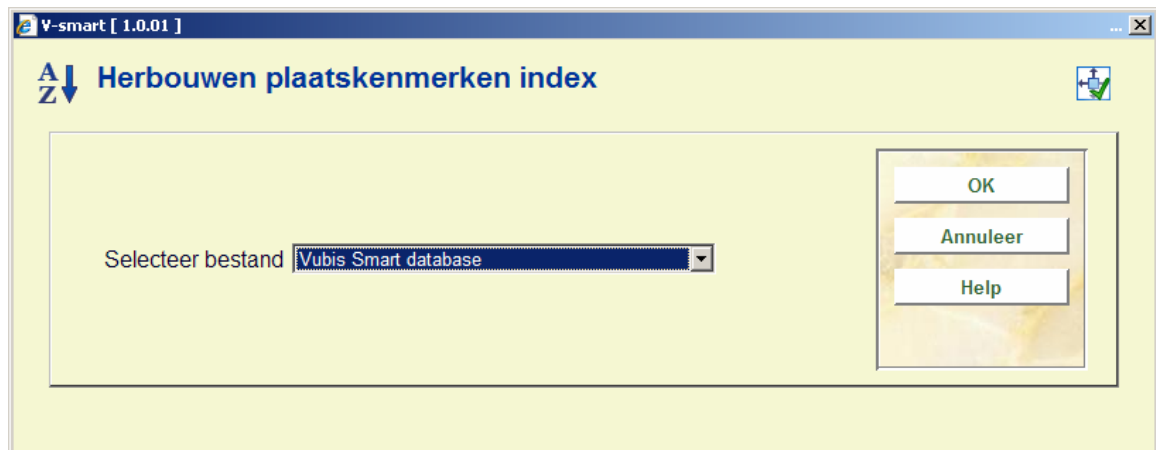 V-smart [ 1.0.01 ] ...
A
Z
Herbouwen plaatskenmerken index
OK
Annuleer
Selecteer bestand Vubis Smart database
Help